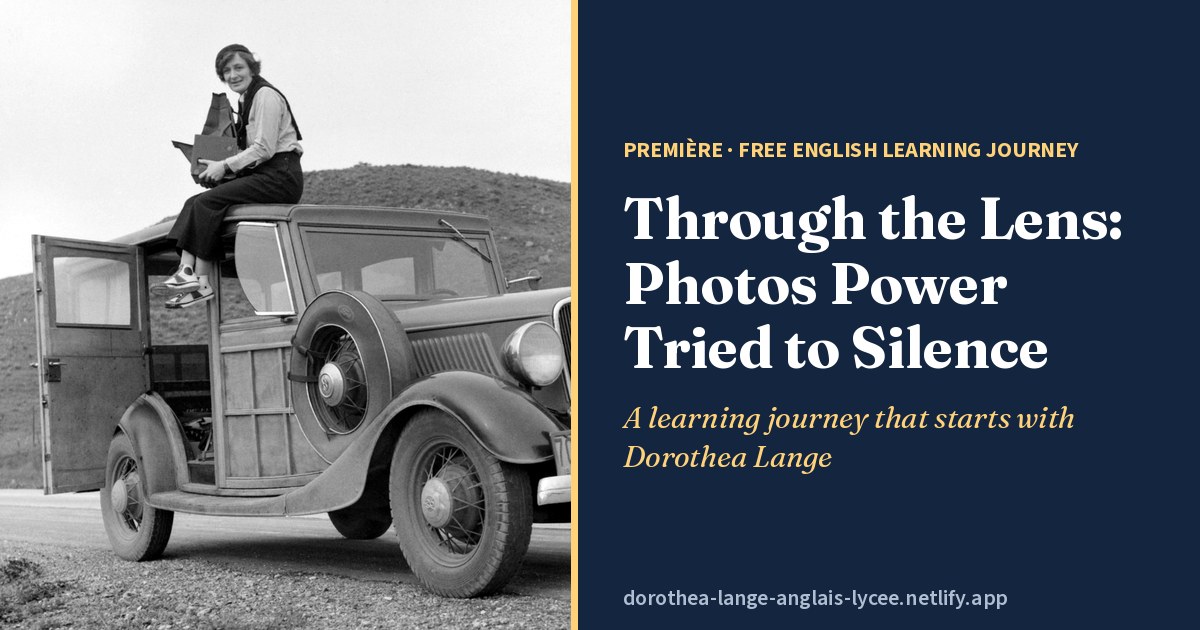 PREMIÈRE · FREE ENGLISH LEARNING JOURNEY
Through the Lens:
Photos Power
Tried to Silence
A learning journey that starts with
Dorothea Lange
dorothea-lange-anglais-lycee.netlify.app